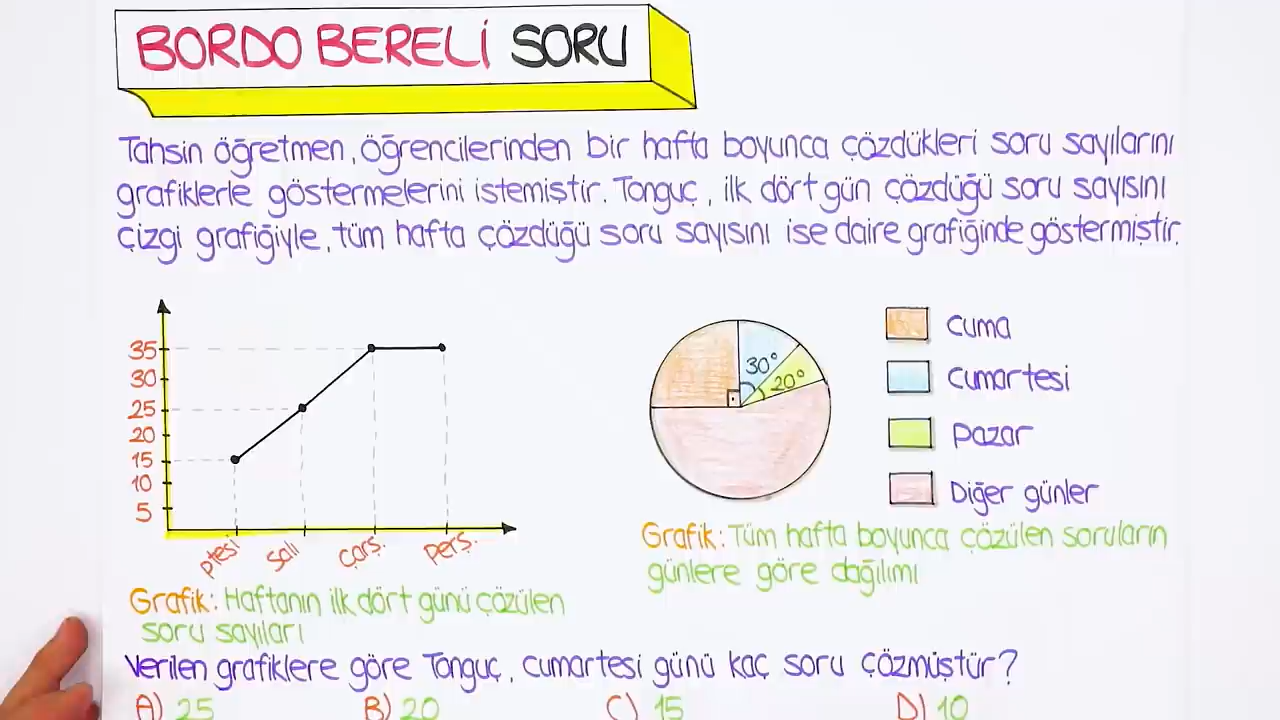 BORDO BERELİ SORU
Tahsin öğretmen, öğrencilerinden bir hafta boyunca çözdükleri soru sayılarını
grafiklerle göstermelerini istemiştir. Tonguç, ilk dört gün çözdüğü soru sayısını
çizgi grafiğiyle, tüm hafta çözdüğü soru sayısını ise daire grafiğinde göstermiştir.
35
30
25
20
15
10
5
ptesi
salı
çarş.
perş.
Grafik: Haftanın ilk dört günü çözülen
soru sayıları
30°
20°
Cuma
Cumartesi
Pazar
Diğer günler
Grafik: Tüm hafta boyunca çözülen soruların
günlere göre dağılımı
Verilen grafiklere göre Tonguç, cumartesi günü kaç soru çözmüştür?
A) 25 B) 20 C) 15 D) 10